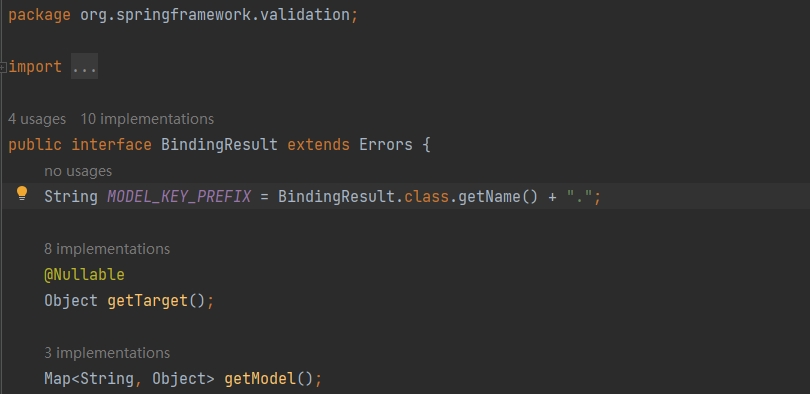 package org.springframework.validation;
import ...
4 usages 10 implementations
public interface BindingResult extends Errors {
no usages
String MODEL_KEY_PREFIX = BindingResult.class.getName() + ".";
8 implementations
@Nullable
Object getTarget();
3 implementations
Map<String, Object> getModel();